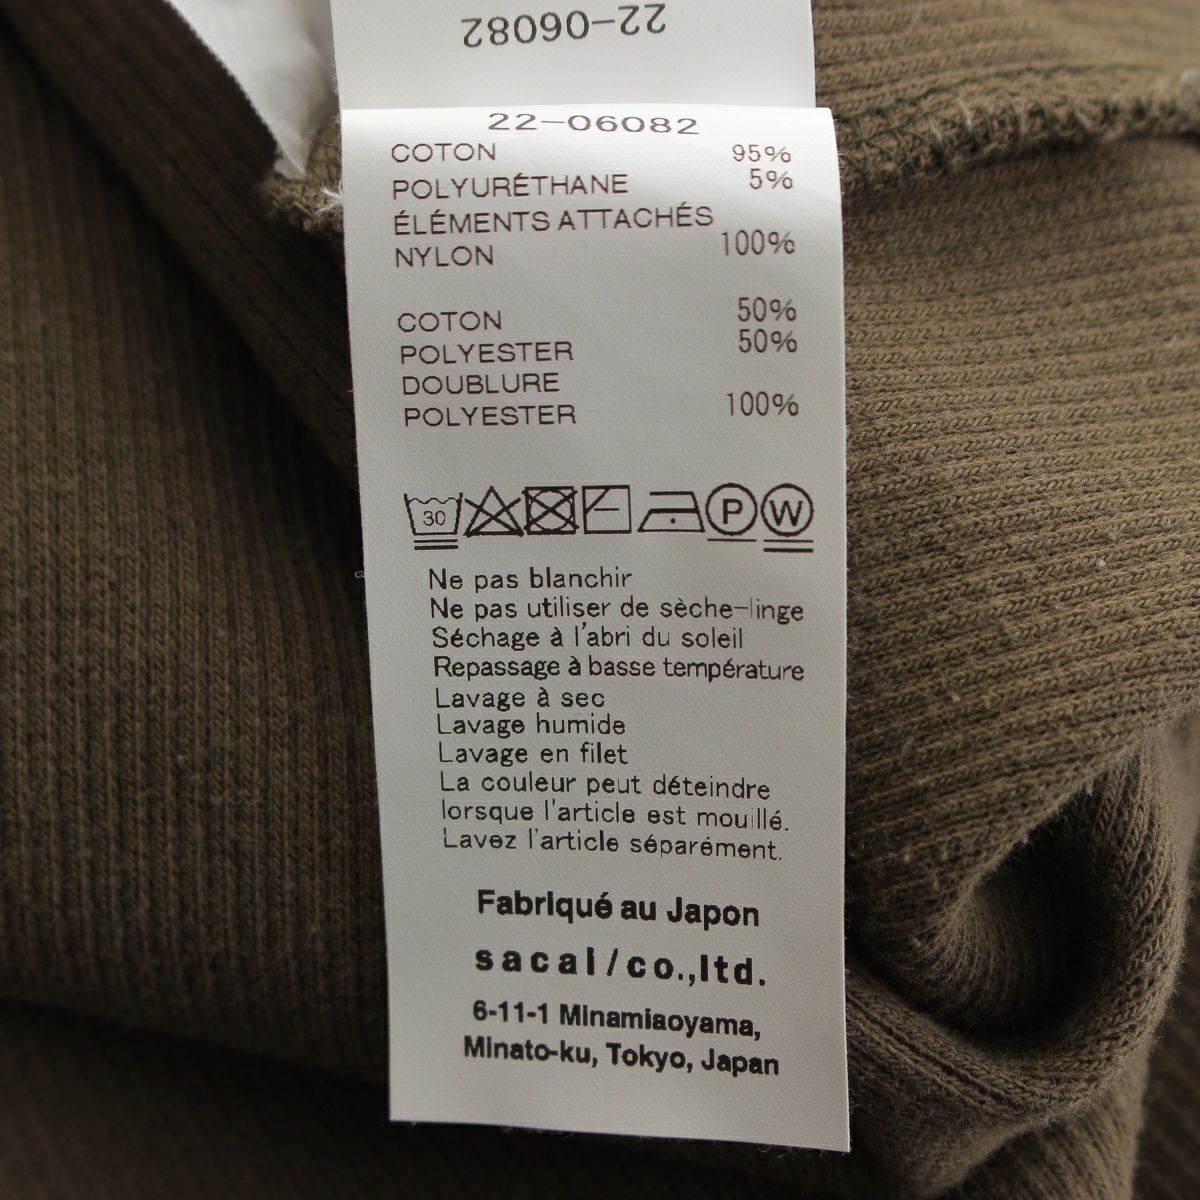 22-06082
22-06082
COTON 95%
POLYURÉTHANE 5%
ÉLÉMENTS ATTACHÉS
NYLON 100%
COTON 50%
POLYESTER 50%
DOUBLURE
POLYESTER 100%
30 P W
Ne pas blanchir
Ne pas utiliser de sèche-linge
Séchage à l'abri du soleil
Repassage à basse température
Lavage à sec
Lavage humide
Lavage en filet
La couleur peut déteindre
lorsque l'article est mouillé.
Lavez l'article séparément.
Fabriqué au Japon
sacai/co.,ltd.
6-11-1 Minamiaoyama,
Minato-ku, Tokyo, Japan